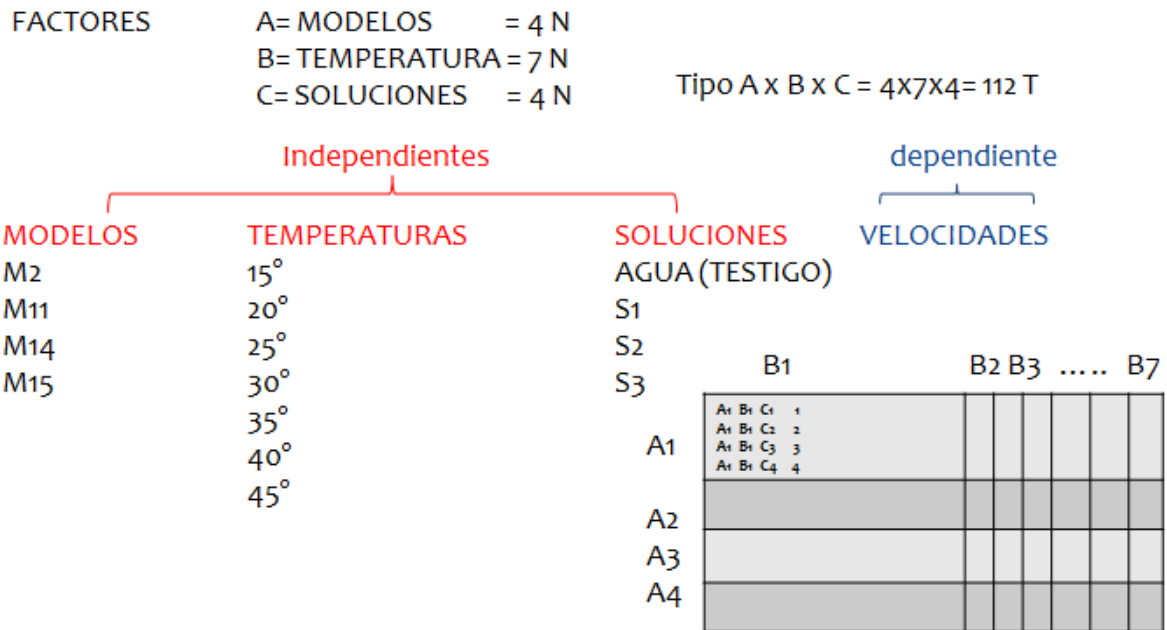 FACTORES A= MODELOS = 4 N
B= TEMPERATURA = 7 N
C= SOLUCIONES = 4 N
Tipo A x B x C = 4x7x4= 112 T
Independientes dependiente
MODELOS TEMPERATURAS SOLUCIONES VELOCIDADES
M2 15° AGUA (TESTIGO)
M11 20° S1
M14 25° S2
M15 30° S3
35°
40°
45°
B1 B2 B3 ..... B7
A1
A1 B1 C1 1
A1 B1 C2 2
A1 B1 C3 3
A1 B1 C4 4
A2
A3
A4